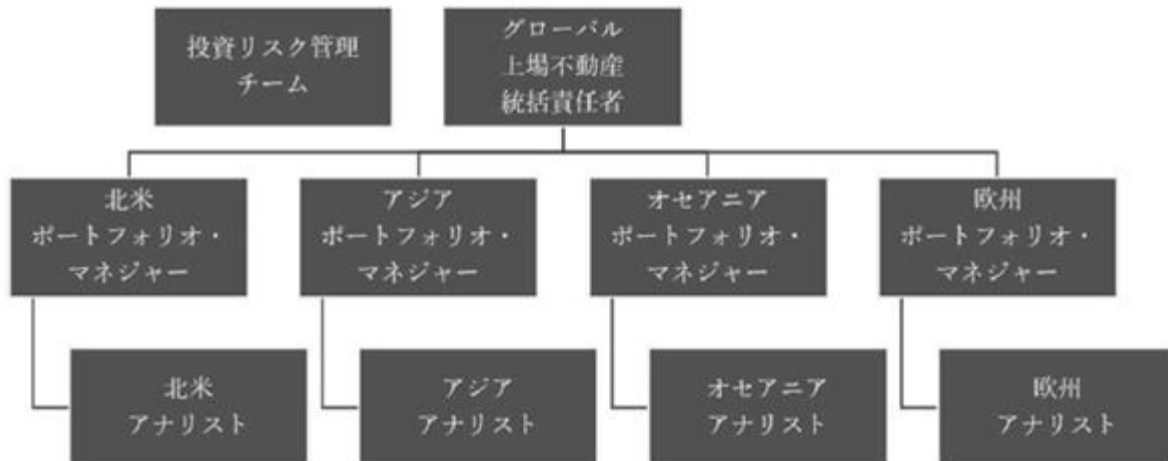 投資リスク管理
チーム
グローバル
上場不動産
統括責任者
北米
ポートフォリオ・
マネジャー
アジア
ポートフォリオ・
マネジャー
オセアニア
ポートフォリオ・
マネジャー
欧州
ポートフォリオ・
マネジャー
北米
アナリスト
アジア
アナリスト
オセアニア
アナリスト
欧州
アナリスト